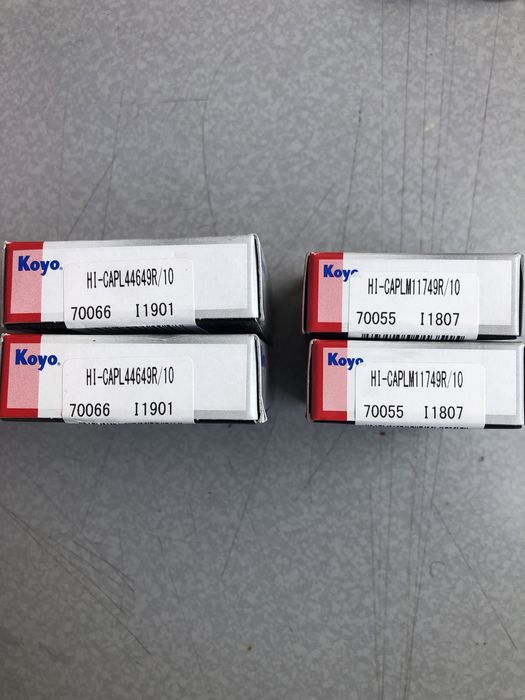 Koyo
HI-CAPL44649R/10
70066 I1901
Koyo
HI-CAPLM11749R/10
70055 I1807
Koyo
HI-CAPL44649R/10
70066 I1901
Koyo
HI-CAPLM11749R/10
70055 I1807